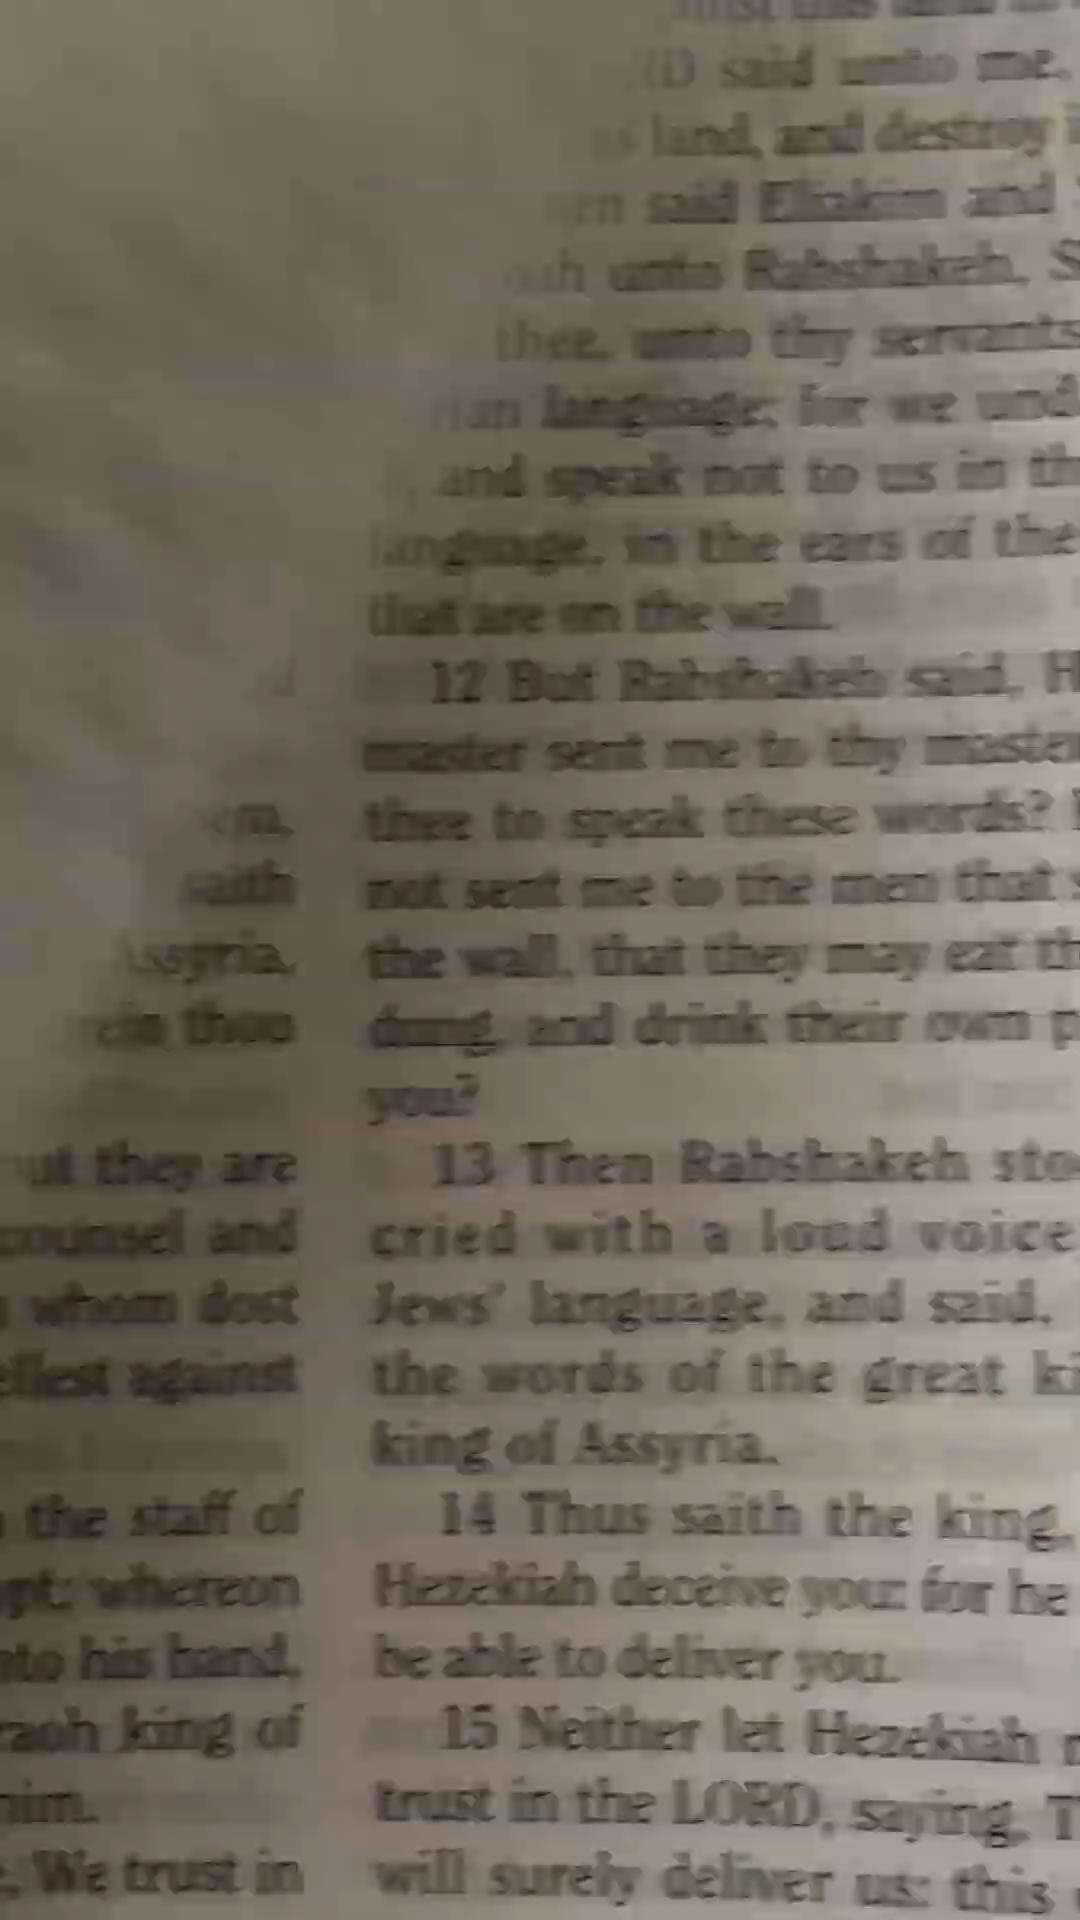 saith
Assyria,
thou
they are
counsel and
whom dost
against
the staff of
whereon
his hand,
king of
him.
We trust in
said unto me,
land, and destroy
said Eliakim and
unto Rabshakeh,
thee, unto thy servants
language; for we
and speak not to us in
language, in the ears of the
that are on the wall.
12 But Rabshakeh said,
master sent me to thy
thee to speak these words?
not sent me to the men that
the wall, that they may eat
dung, and drink their own
you?
13 Then Rabshakeh
cried with a loud voice
Jews' language, and said,
the words of the great
king of Assyria.
14 Thus saith the king,
Hezekiah deceive you: for he
be able to deliver you.
15 Neither let Hezekiah
trust in the LORD, saying,
will surely deliver us: this